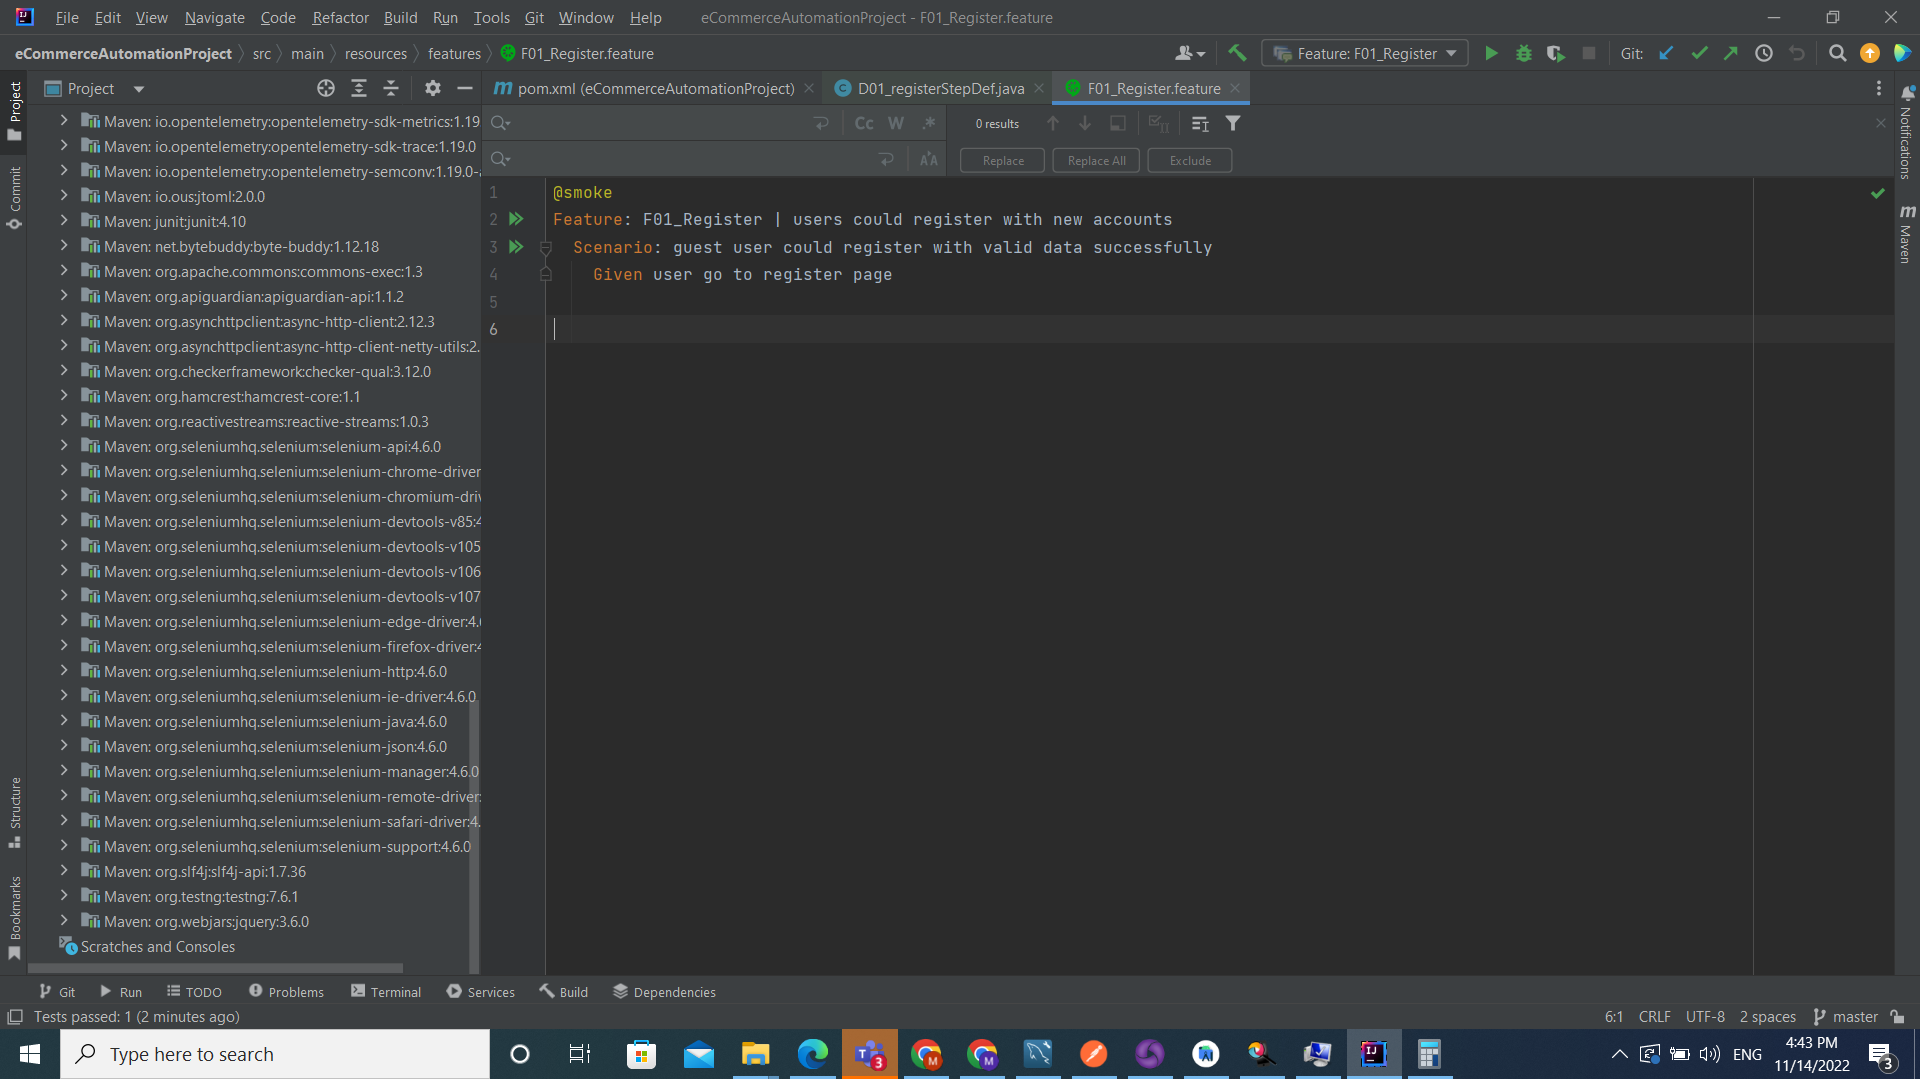 File Edit View Navigate Code Refactor Build Run Tools Git Window Help eCommerceAutomationProject - F01_Register.feature
eCommerceAutomationProject src main resources features F01_Register.feature Feature: F01_Register Git:
Project pom.xml (eCommerceAutomationProject) D01_registerStepDef.java F01_Register.feature
Cc W .* 0 results
Replace Replace All Exclude
Project
Commit
Structure
Bookmarks
Maven: io.opentelemetry:opentelemetry-sdk-metrics:1.19
Maven: io.opentelemetry:opentelemetry-sdk-trace:1.19.0
Maven: io.opentelemetry:opentelemetry-semconv:1.19.0-
Maven: io.ous:jtoml:2.0.0
Maven: junit:junit:4.10
Maven: net.bytebuddy:byte-buddy:1.12.18
Maven: org.apache.commons:commons-exec:1.3
Maven: org.apiguardian:apiguardian-api:1.1.2
Maven: org.asynchttpclient:async-http-client:2.12.3
Maven: org.asynchttpclient:async-http-client-netty-utils:2.
Maven: org.checkerframework:checker-qual:3.12.0
Maven: org.hamcrest:hamcrest-core:1.1
Maven: org.reactivestreams:reactive-streams:1.0.3
Maven: org.seleniumhq.selenium:selenium-api:4.6.0
Maven: org.seleniumhq.selenium:selenium-chrome-driver
Maven: org.seleniumhq.selenium:selenium-chromium-driv
Maven: org.seleniumhq.selenium:selenium-devtools-v85:4
Maven: org.seleniumhq.selenium:selenium-devtools-v105
Maven: org.seleniumhq.selenium:selenium-devtools-v106
Maven: org.seleniumhq.selenium:selenium-devtools-v107
Maven: org.seleniumhq.selenium:selenium-edge-driver:4.
Maven: org.seleniumhq.selenium:selenium-firefox-driver:4
Maven: org.seleniumhq.selenium:selenium-http:4.6.0
Maven: org.seleniumhq.selenium:selenium-ie-driver:4.6.0
Maven: org.seleniumhq.selenium:selenium-java:4.6.0
Maven: org.seleniumhq.selenium:selenium-json:4.6.0
Maven: org.seleniumhq.selenium:selenium-manager:4.6.0
Maven: org.seleniumhq.selenium:selenium-remote-driver:
Maven: org.seleniumhq.selenium:selenium-safari-driver:4.
Maven: org.seleniumhq.selenium:selenium-support:4.6.0
Maven: org.slf4j:slf4j-api:1.7.36
Maven: org.testng:testng:7.6.1
Maven: org.webjars:jquery:3.6.0
Scratches and Consoles
1 @smoke
2 Feature: F01_Register | users could register with new accounts
3 Scenario: guest user could register with valid data successfully
4 Given user go to register page
5
6
Notifications
m Maven
Git Run TODO Problems Terminal Services Build Dependencies
Tests passed: 1 (2 minutes ago) 6:1 CRLF UTF-8 2 spaces master
Type here to search ENG 4:43 PM
11/14/2022 3